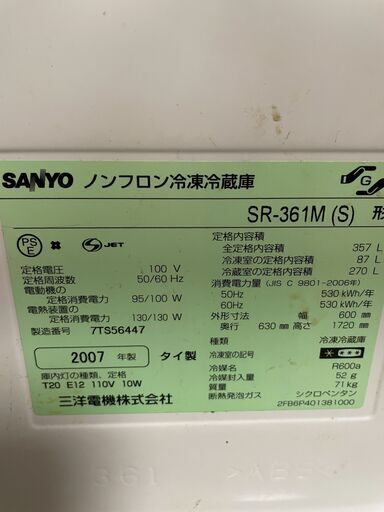 SANYO ノンフロン冷凍冷蔵庫
G
SR-361M (S) 形
PS E JET
定格電圧 100 V
定格周波数 50/60 Hz
電動機の
定格消費電力 95/100 W
電熱装置の
定格消費電力 130/130 W
製造番号 7TS56447
2007 年製 タイ製
庫内灯の種類、定格
T20 E12 110V 10W
三洋電機株式会社
定格内容積
全定格内容積 357 L
冷凍室の定格内容積 87 L
冷蔵室の定格内容積 270 L
消費電力量 (JIS C 9801-2006年)
50Hz 530 kWh/年
60Hz 530 kWh/年
外形寸法 幅 600 mm
奥行 630 mm 高さ 1720 mm
種類 冷凍冷蔵庫
冷凍室の記号
冷媒 R600a
冷媒封入量 52 g
質量 71 kg
断熱発泡ガス シクロペンタン
2FB6P401381000
361
>ABS<